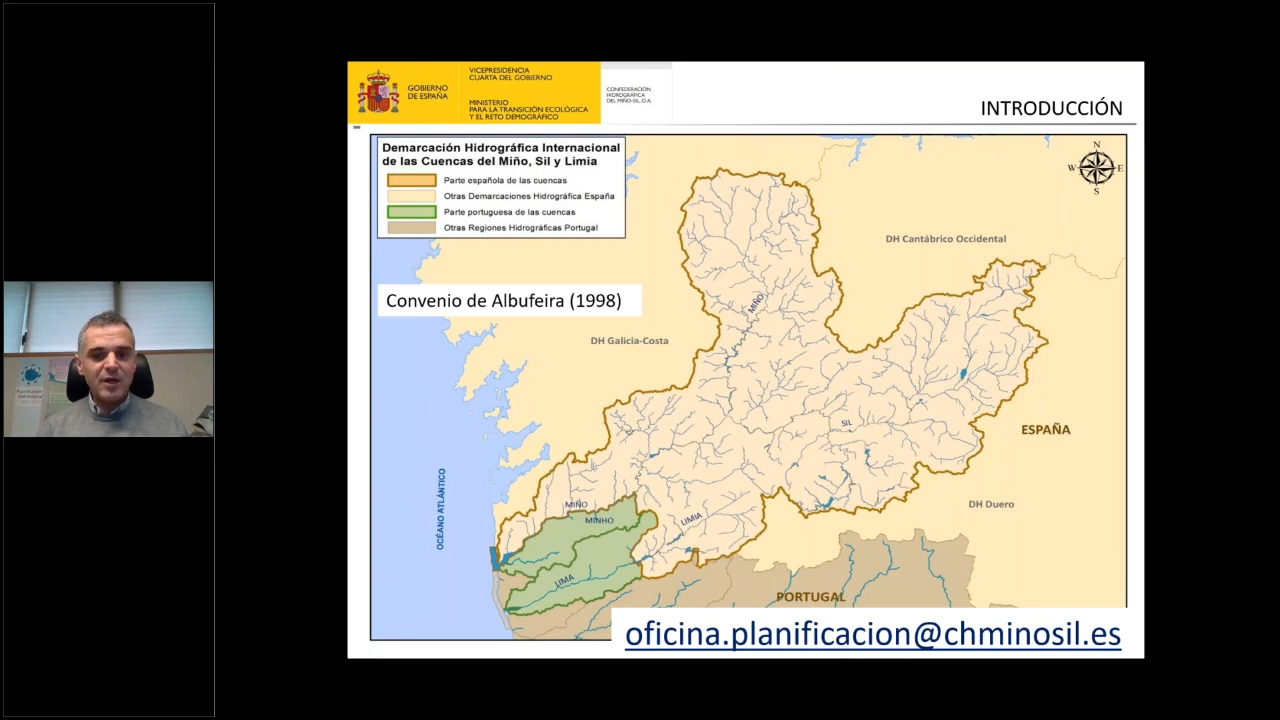 GOBIERNO
DE ESPAÑA
VICEPRESIDENCIA
CUARTA DEL GOBIERNO
MINISTERIO
PARA LA TRANSICIÓN ECOLÓGICA
Y EL RETO DEMOGRÁFICO
CONFEDERACIÓN
HIDROGRÁFICA
DEL MIÑO-SIL, O.A.
INTRODUCCIÓN
Demarcación Hidrográfica Internacional
de las Cuencas del Miño, Sil y Limia
Parte española de las cuencas
Otras Demarcaciones Hidrográfica España
Parte portuguesa de las cuencas
Otras Regiones Hidrográficas Portugal
N
W E
S
DH Cantábrico Occidental
Convenio de Albufeira (1998)
MIÑO
DH Galicia-Costa
SIL
ESPAÑA
OCÉANO ATLÁNTICO
DH Duero
MIÑO
MINHO
LIMIA
LIMA
PORTUGAL
oficina.planificacion@chminosil.es
Planificación
Hidrológica